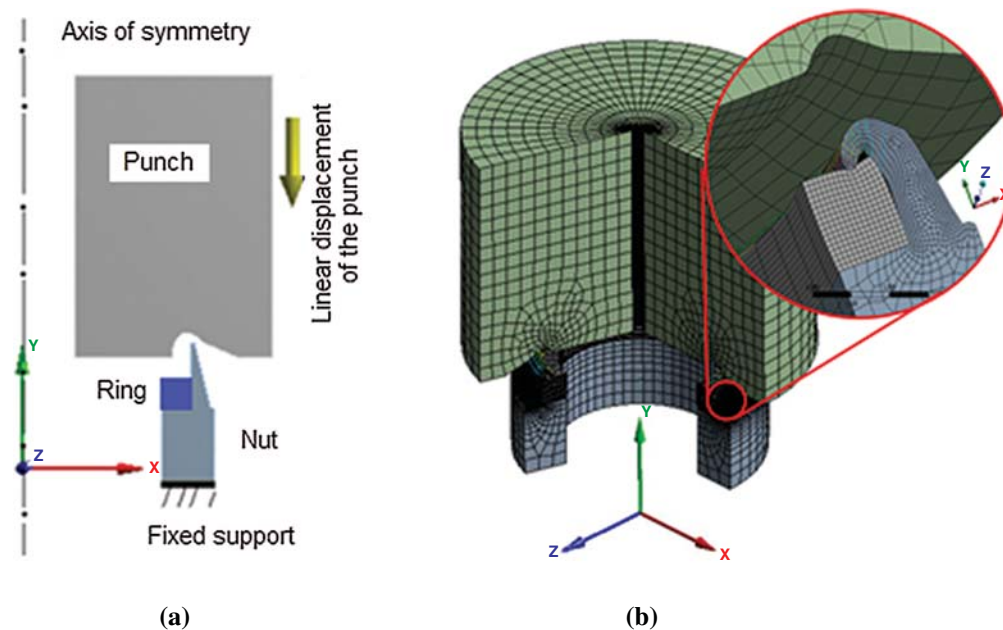 Axis of symmetry
Punch
Linear displacement
of the punch
Ring
Nut
Y
Z
X
Fixed support
(a)
Y
Z
X
Y
Z
X
(b)